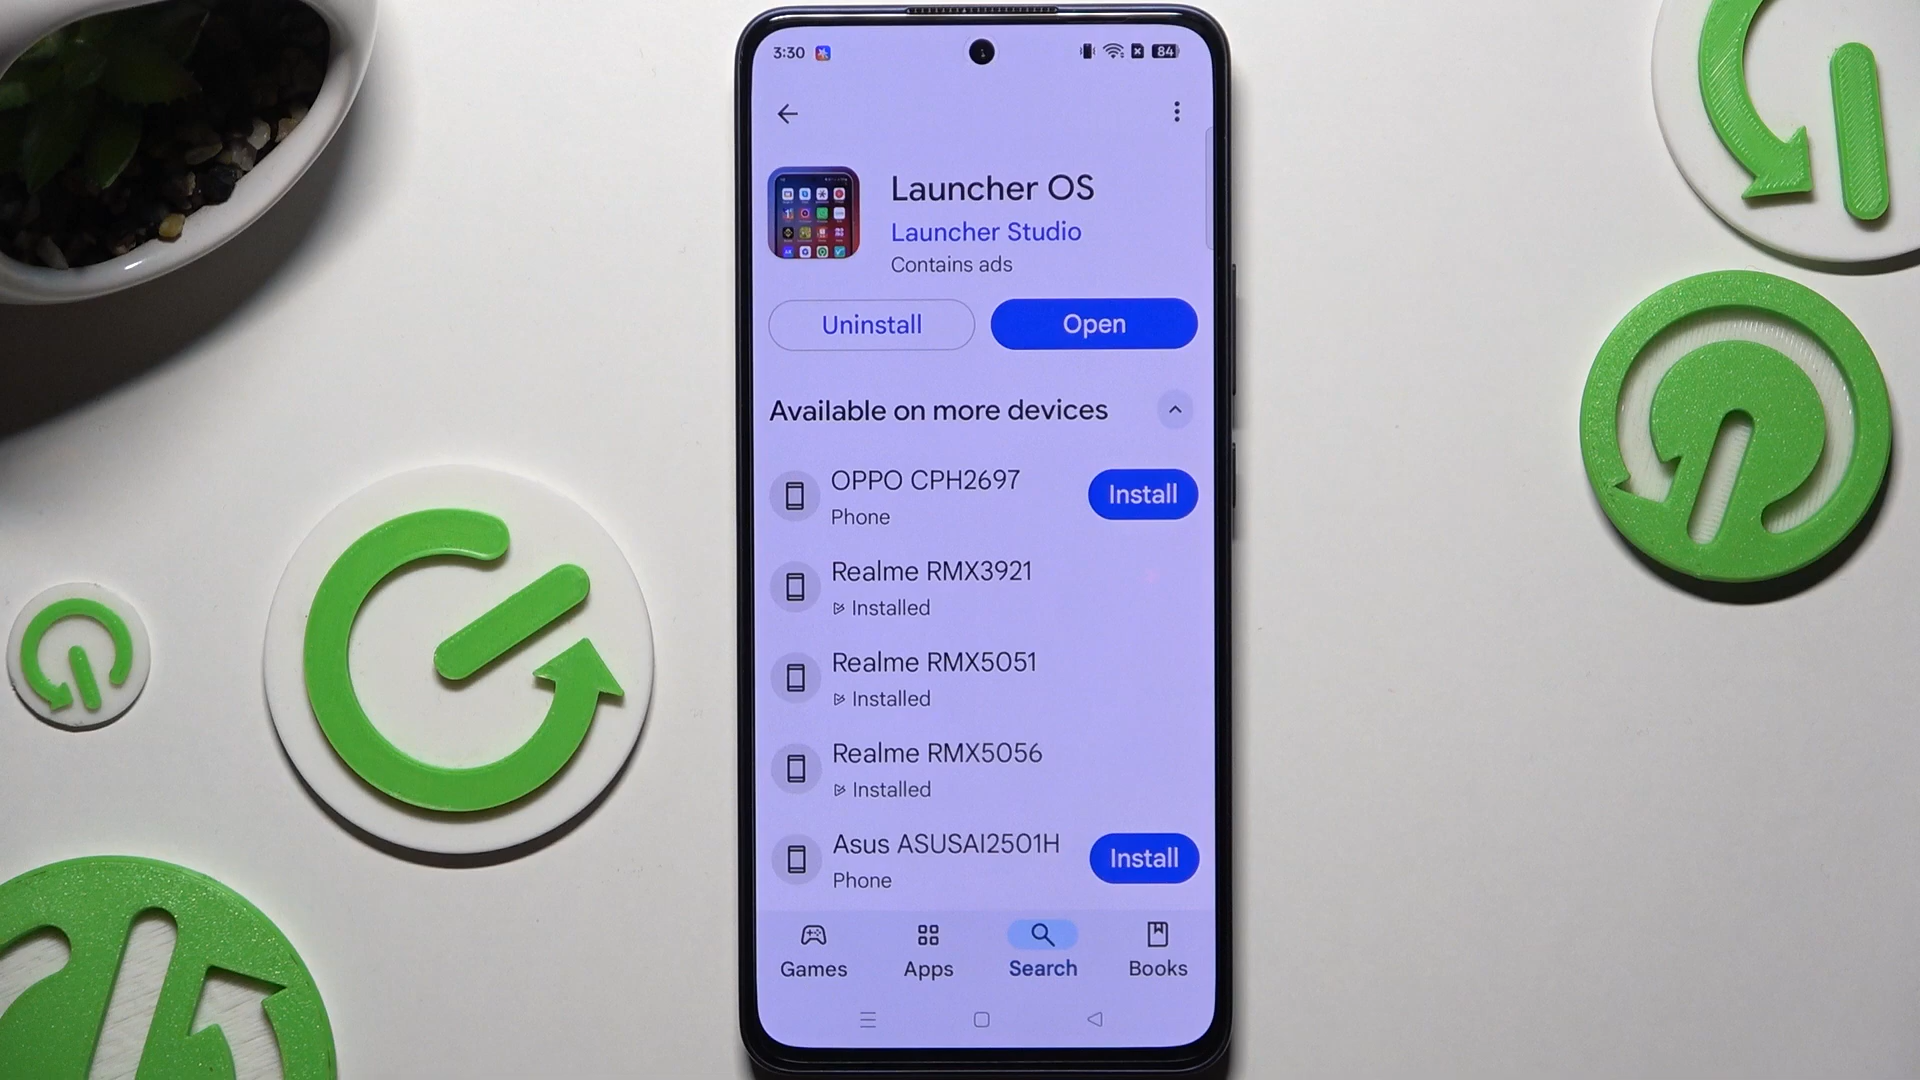 3:30
84
Launcher OS
Launcher Studio
Contains ads
Uninstall
Open
Available on more devices
OPPO CPH2697
Phone
Install
Realme RMX3921
Installed
Realme RMX5051
Installed
Realme RMX5056
Installed
Asus ASUSAI2501H
Phone
Install
Games
Apps
Search
Books